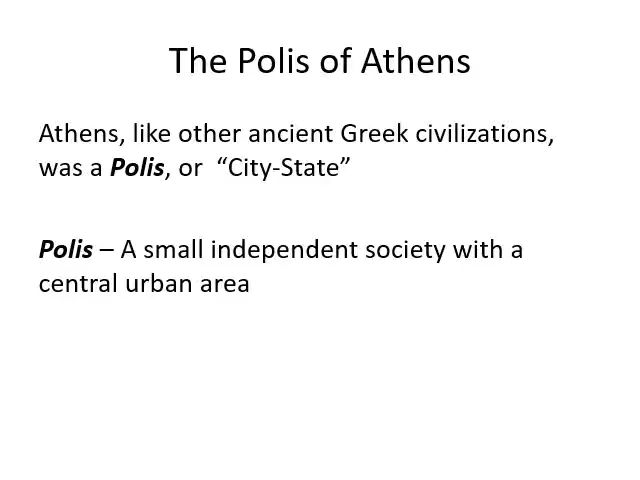 The Polis of Athens
Athens, like other ancient Greek civilizations,
was a Polis, or  “City-State”
Polis – A small independent society with a
central urban area